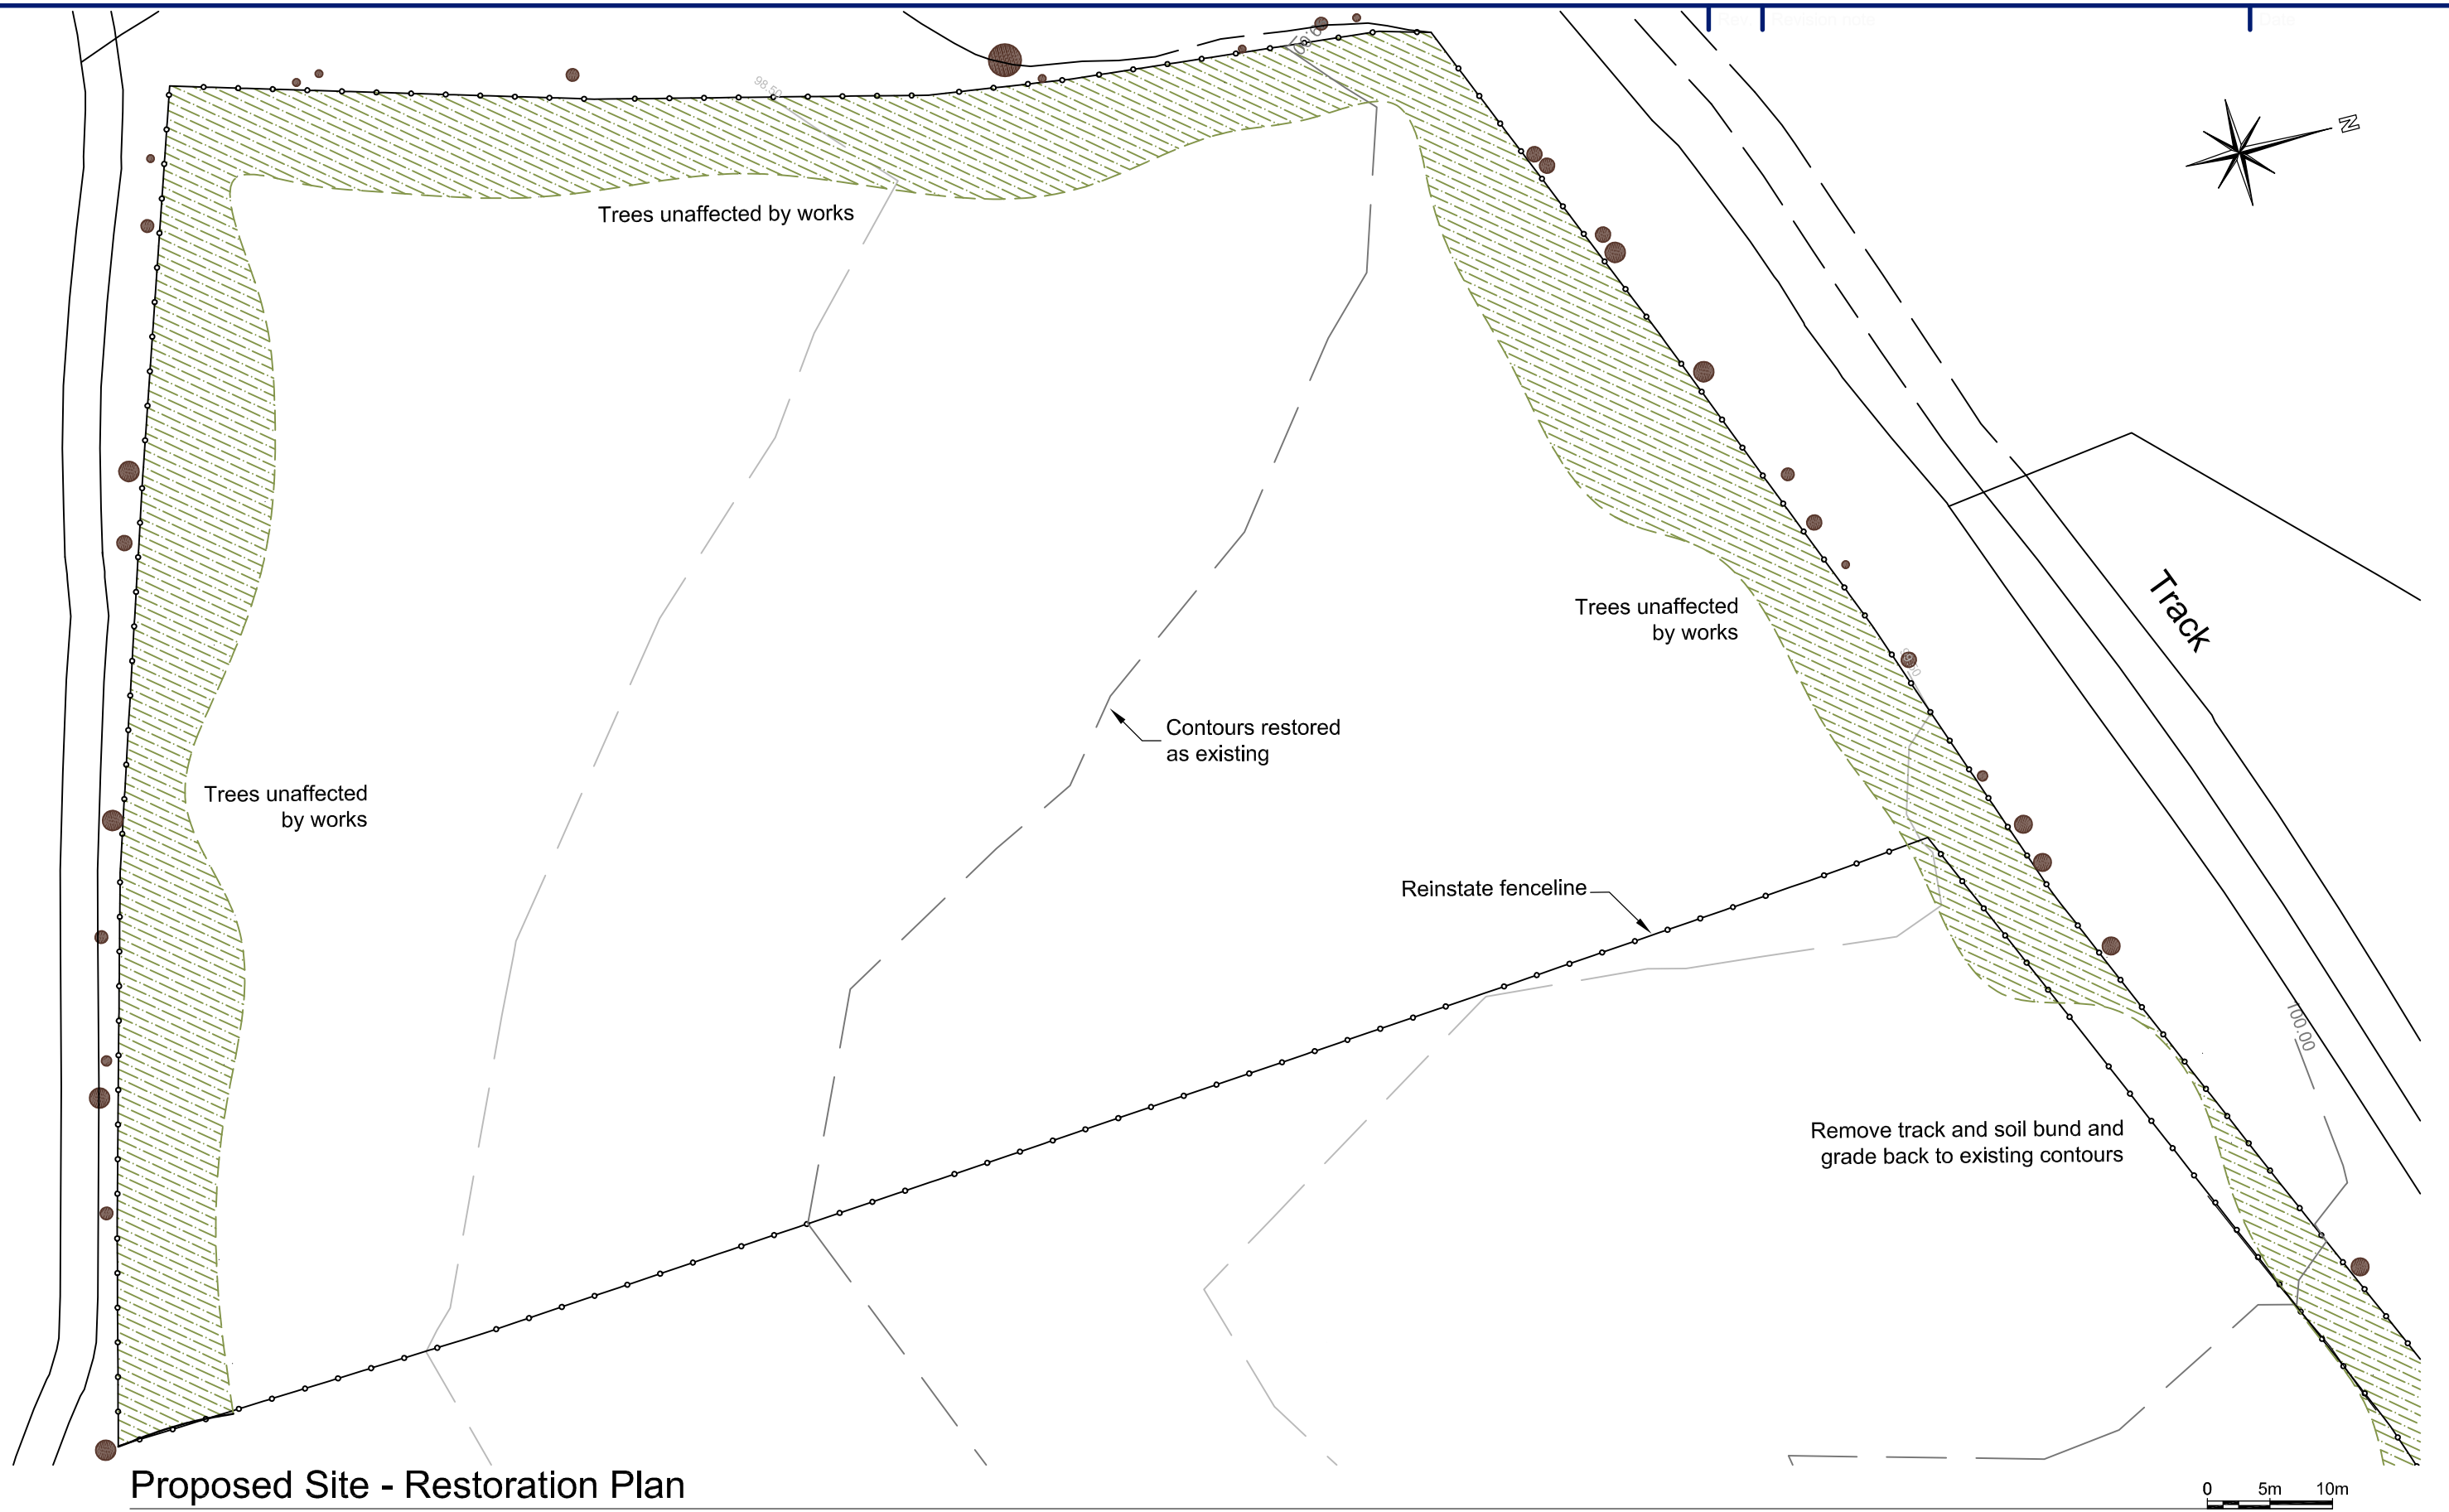 98.50
N
Trees unaffected by works
Trees unaffected
by works
Track
Contours restored
as existing
Trees unaffected
by works
Reinstate fenceline
100.00
Remove track and soil bund and
grade back to existing contours
Proposed Site - Restoration Plan
0 5m 10m